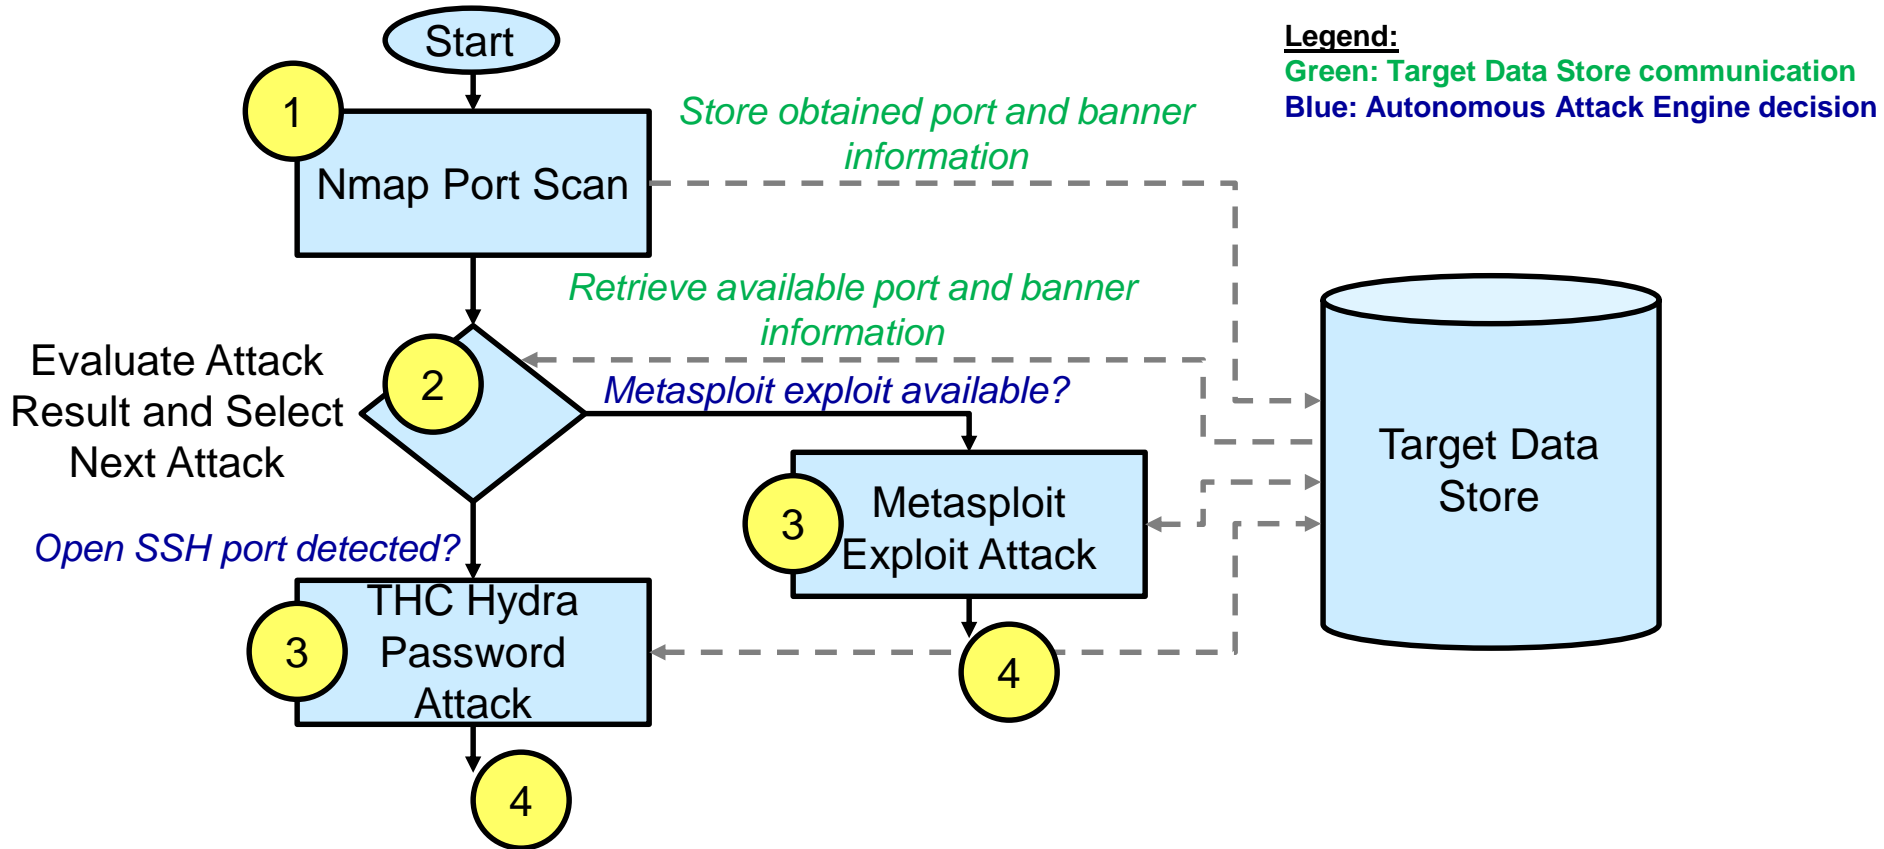 Start
Legend:
Green: Target Data Store communication
Blue: Autonomous Attack Engine decision
1
Nmap Port Scan
Store obtained port and banner
information
Retrieve available port and banner
information
Evaluate Attack
Result and Select
Next Attack
2
Metasploit exploit available?
Target Data
Store
3
Metasploit
Exploit Attack
Open SSH port detected?
3
THC Hydra
Password
Attack
4
4